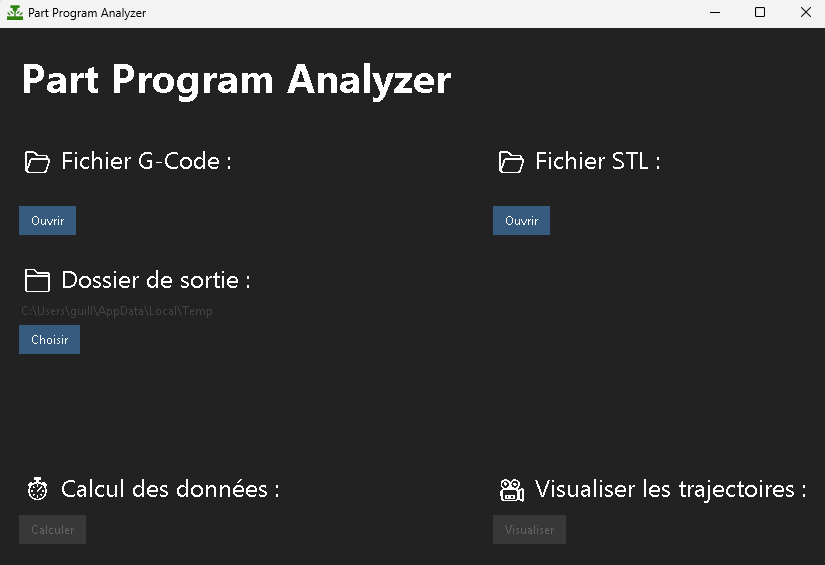 Part Program Analyzer
Part Program Analyzer
Fichier G-Code :
Fichier STL :
Ouvrir
Ouvrir
Dossier de sortie :
C:\Users\guill\AppData\Local\Temp
Choisir
Calcul des données :
Visualiser les trajectoires :
Calculer
Visualiser